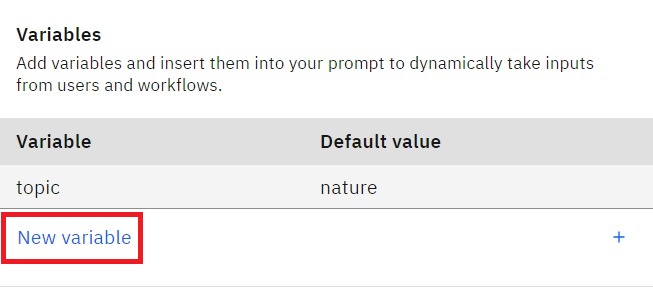 Variables
Add variables and insert them into your prompt to dynamically take inputs
from users and workflows.
Variable Default value
topic nature
New variable +